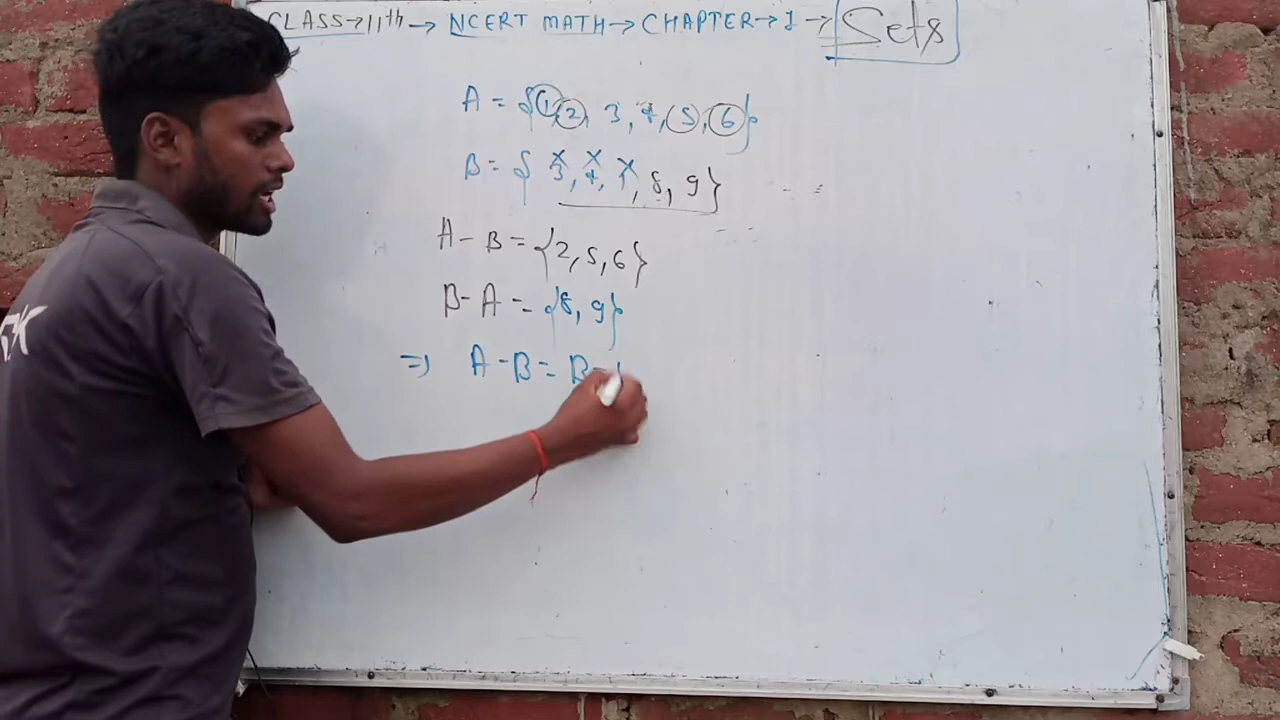 CLASS→11th→ NCERT MATH→ CHAPTER→1→ Sets
A = {1, 2, 3, 4, 5, 6}
B = {3, 4, 1, 8, 9}
A - B = {2, 5, 6}
B - A = {8, 9}
⇒ A - B = B -